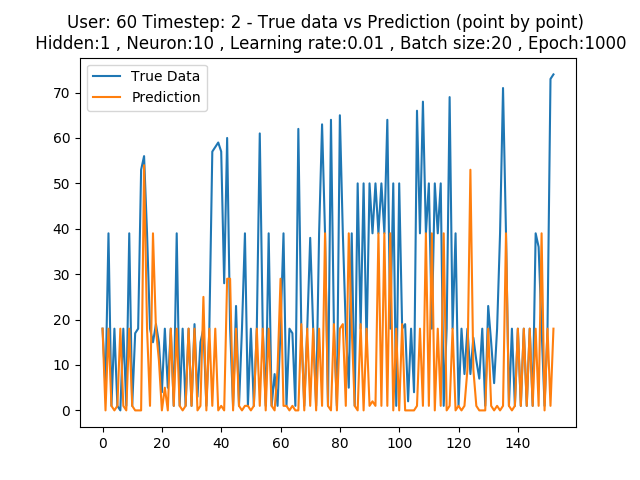 User: 60 Timestep: 2 - True data vs Prediction (point by point)
Hidden:1 , Neuron:10 , Learning rate:0.01 , Batch size:20 , Epoch:1000
True Data
Prediction
70
60
50
40
30
20
10
0
0 20 40 60 80 100 120 140